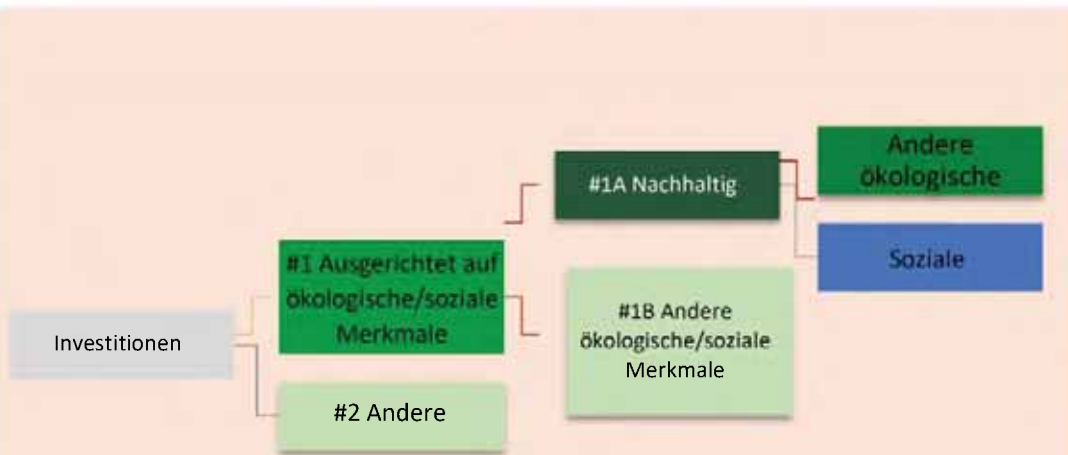 Investitionen
#1 Ausgerichtet auf
ökologische/soziale
Merkmale
#2 Andere
#1A Nachhaltig
#1B Andere
ökologische/soziale
Merkmale
Andere
ökologische
Soziale